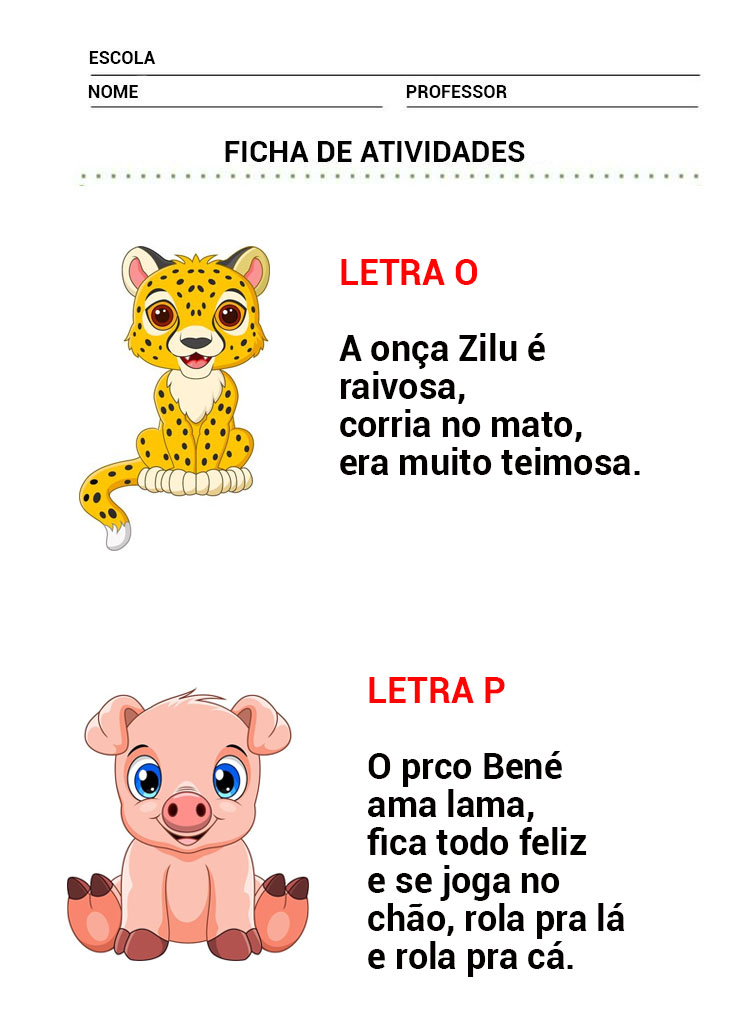 ESCOLA
NOME PROFESSOR
FICHA DE ATIVIDADES
LETRA O
A onça Zilu é
raivosa,
corria no mato,
era muito teimosa.
LETRA P
O prco Bené
ama lama,
fica todo feliz
e se joga no
chão, rola pra lá
e rola pra cá.